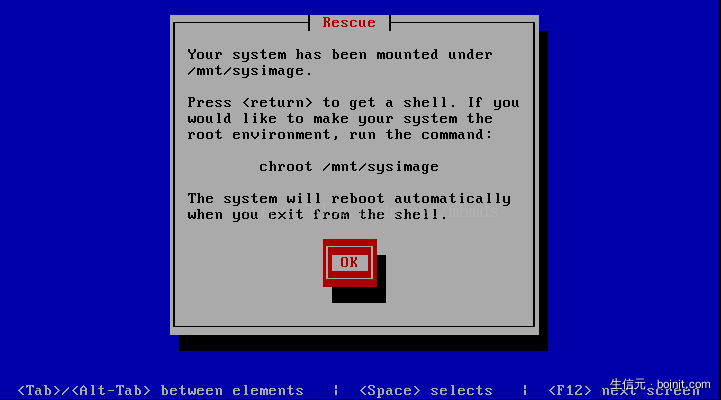 Rescue
Your system has been mounted under
/mnt/sysimage.
Press <return> to get a shell. If you
would like to make your system the
root environment, run the command:
chroot /mnt/sysimage
The system will reboot automatically
when you exit from the shell.
OK
<Tab>/<Alt-Tab> between elements | <Space> selects | <F12> next screen
生信元·bojnit.com